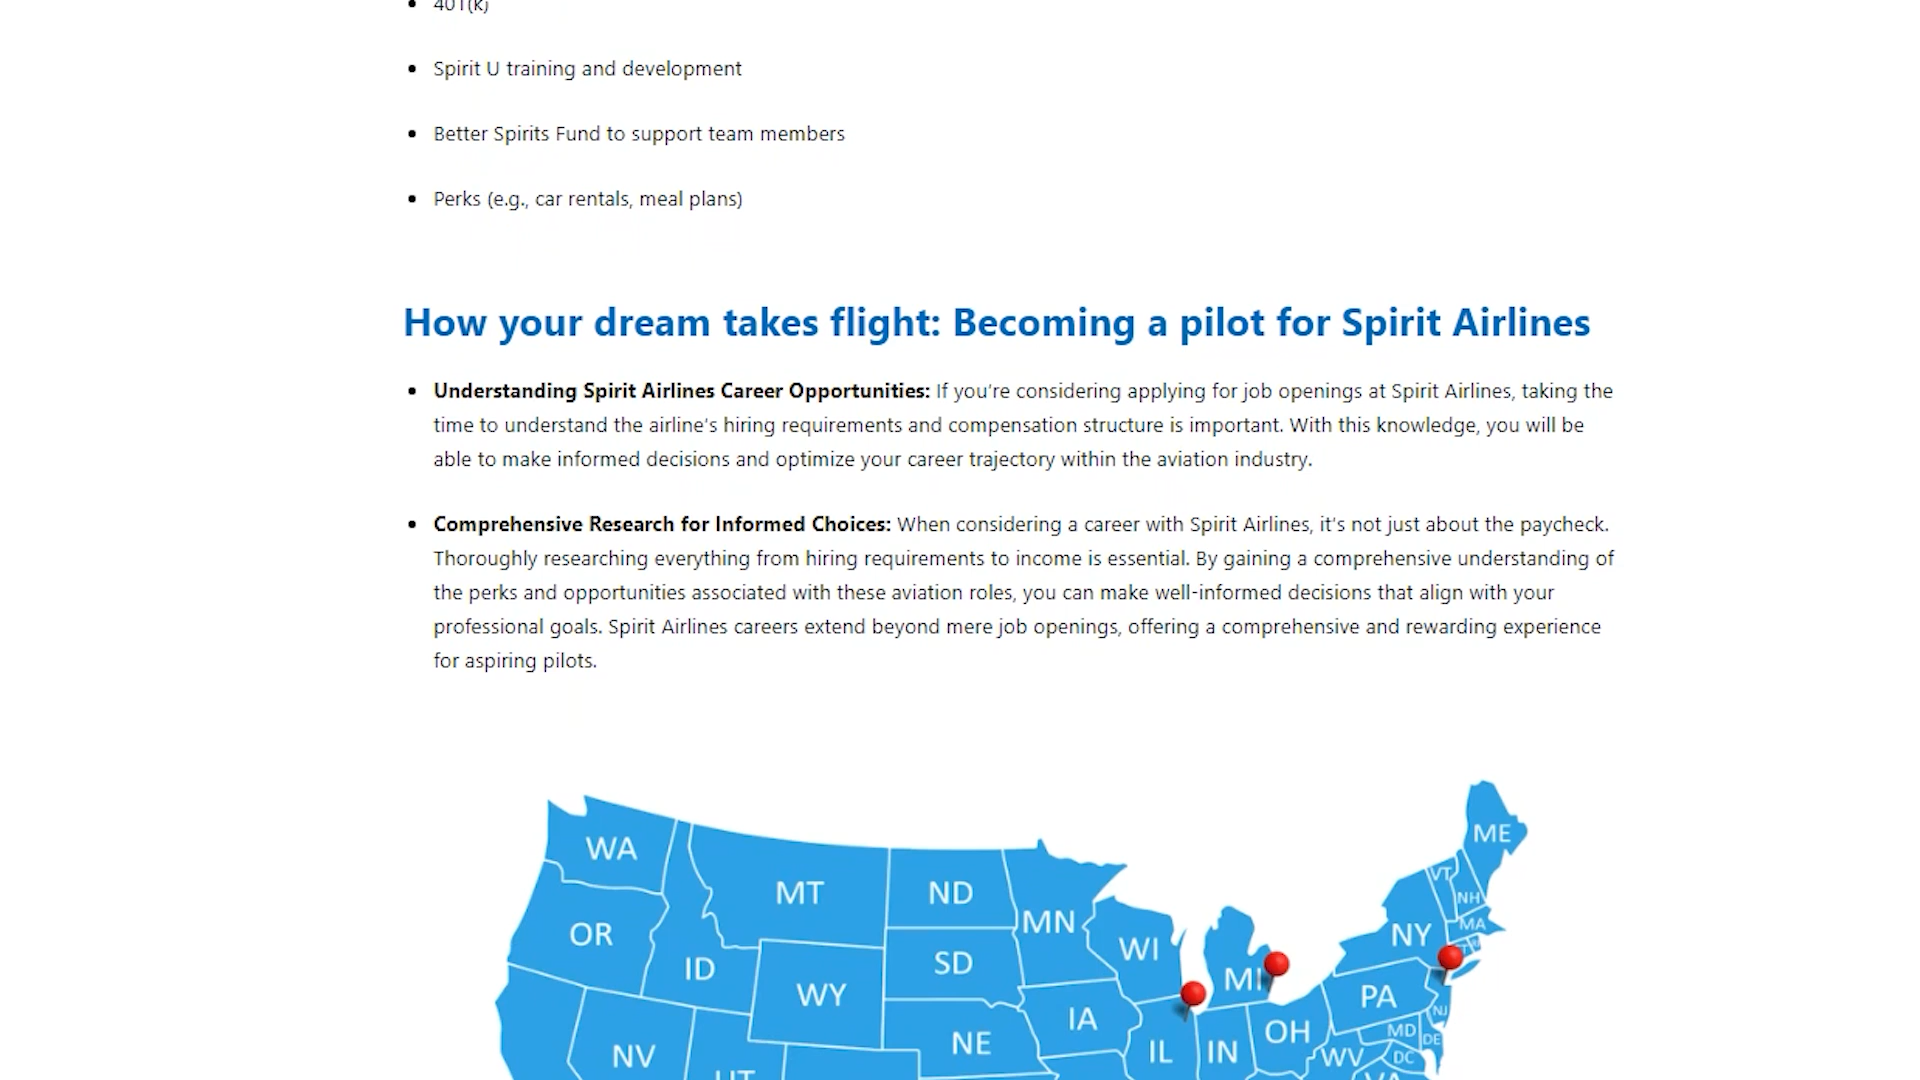 401(k)
Spirit U training and development
Better Spirits Fund to support team members
Perks (e.g., car rentals, meal plans)
How your dream takes flight: Becoming a pilot for Spirit Airlines
Understanding Spirit Airlines Career Opportunities: If you're considering applying for job openings at Spirit Airlines, taking the
time to understand the airline's hiring requirements and compensation structure is important. With this knowledge, you will be
able to make informed decisions and optimize your career trajectory within the aviation industry.
Comprehensive Research for Informed Choices: When considering a career with Spirit Airlines, it's not just about the paycheck.
Thoroughly researching everything from hiring requirements to income is essential. By gaining a comprehensive understanding of
the perks and opportunities associated with these aviation roles, you can make well-informed decisions that align with your
professional goals. Spirit Airlines careers extend beyond mere job openings, offering a comprehensive and rewarding experience
for aspiring pilots.
ME
WA
VT
MT
ND
NH
MN
MA
OR
NY
WI
SD
ID
MI
WY
PA
NJ
IA
OH
MD
DE
NE
IL
IN
NV
WV
DC
UT
VA